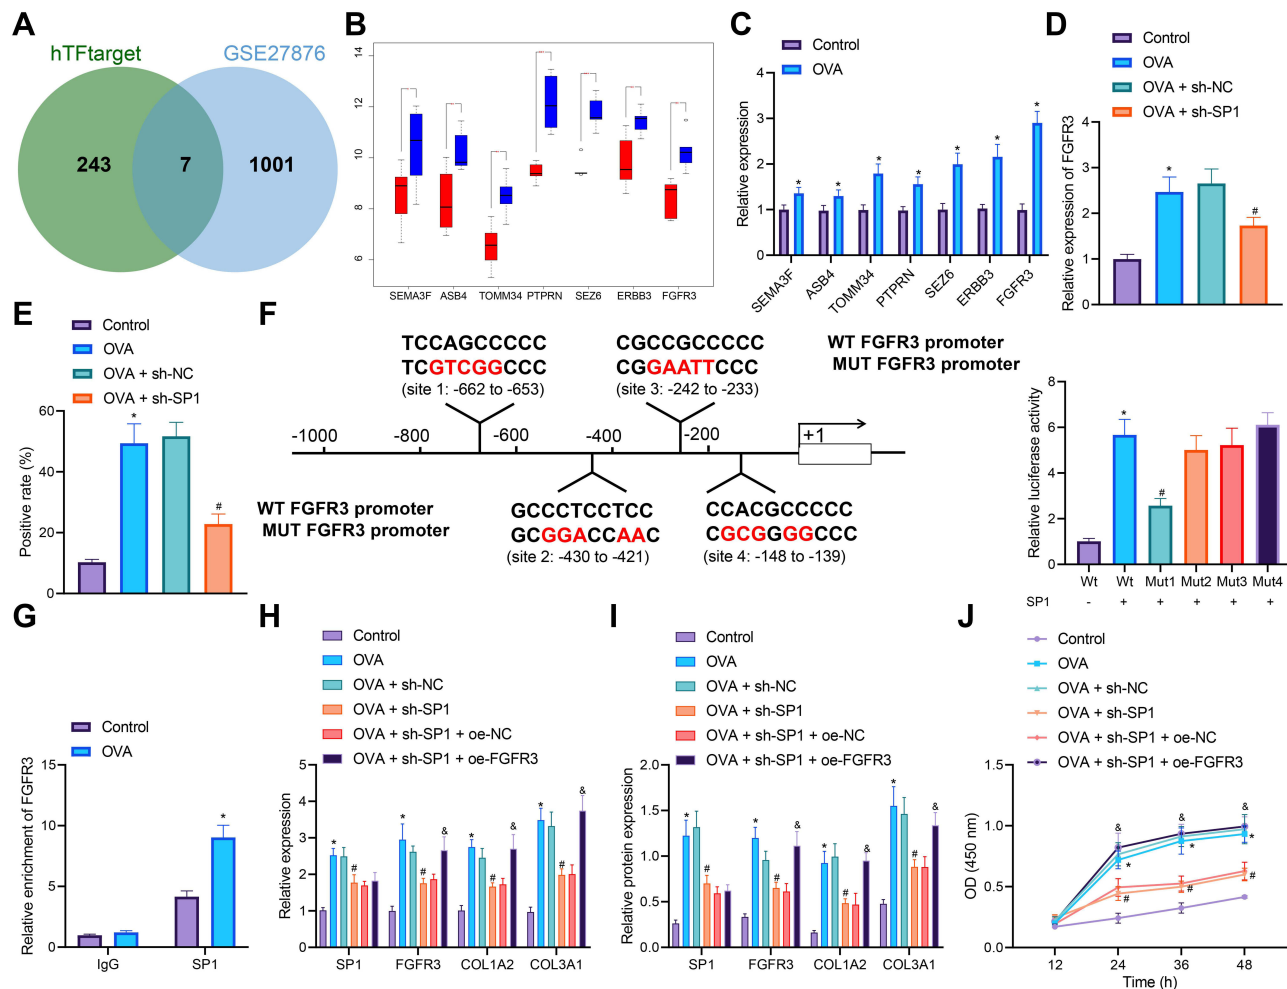 A
hTFtarget
GSE27876
243
7
1001
B
14
12
10
8
6
SEMA3F
ASB4
TOMM34
PTPRN
SEZ6
ERBB3
FGFR3
C
Control
OVA
Relative expression
4
3
2
1
0
*
*
*
*
*
*
*
SEMA3F
ASB4
TOMM34
PTPRN
SEZ6
ERBB3
FGFR3
D
Control
OVA
OVA + sh-NC
OVA + sh-SP1
Relative expression of FGFR3
4
3
2
1
0
*
#
E
Control
OVA
OVA + sh-NC
OVA + sh-SP1
Positive rate (%)
60
40
20
0
*
#
F
TCCAGCCCCC
TCGTCGGCCC
(site 1: -662 to -653)
CGCCGCCCCC
CGGAATTCCC
(site 3: -242 to -233)
WT FGFR3 promoter
MUT FGFR3 promoter
-1000
-800
-600
-400
-200
+1
WT FGFR3 promoter
MUT FGFR3 promoter
GCCCTCCTCC
GCGGACCAAC
(site 2: -430 to -421)
CCACGCCCCC
CGCGGGGCCC
(site 4: -148 to -139)
Relative luciferase activity
8
6
4
2
0
*
#
Wt
Wt
Mut1
Mut2
Mut3
Mut4
SP1
-
+
+
+
+
+
G
Control
OVA
Relative enrichment of FGFR3
15
10
5
0
*
IgG
SP1
H
Control
OVA
OVA + sh-NC
OVA + sh-SP1
OVA + sh-SP1 + oe-NC
OVA + sh-SP1 + oe-FGFR3
Relative expression
5
4
3
2
1
0
*
#
*
#
&
*
#
&
*
#
&
SP1
FGFR3
COL1A2
COL3A1
I
Control
OVA
OVA + sh-NC
OVA + sh-SP1
OVA + sh-SP1 + oe-NC
OVA + sh-SP1 + oe-FGFR3
Relative protein expression
2.0
1.5
1.0
0.5
0.0
*
#
*
#
&
*
#
&
*
#
&
SP1
FGFR3
COL1A2
COL3A1
J
Control
OVA
OVA + sh-NC
OVA + sh-SP1
OVA + sh-SP1 + oe-NC
OVA + sh-SP1 + oe-FGFR3
OD (450 nm)
1.5
1.0
0.5
0.0
&
*
#
&
*
#
&
*
#
12
24
36
48
Time (h)